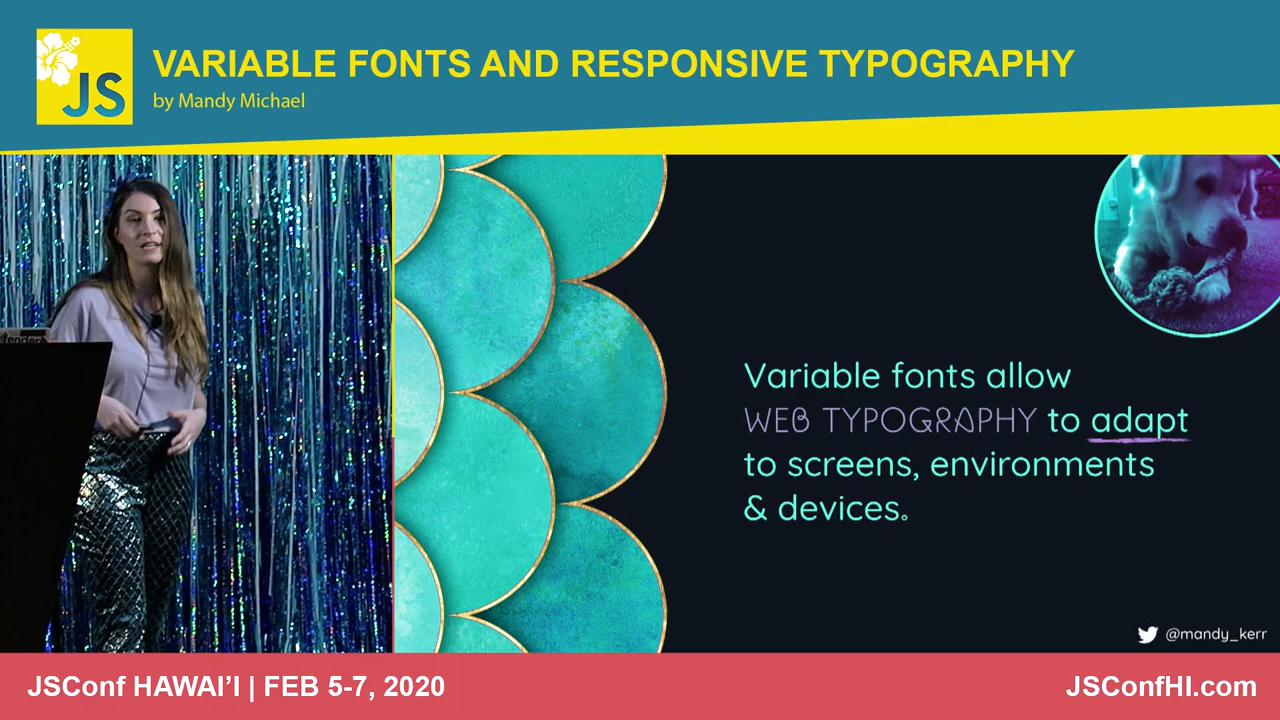 JS
VARIABLE FONTS AND RESPONSIVE TYPOGRAPHY
by Mandy Michael
Variable fonts allow
WEB TYPOGRAPHY to adapt
to screens, environments
& devices.
@mandy_kerr
JSConf HAWAI’I | FEB 5-7, 2020
JSConfHI.com